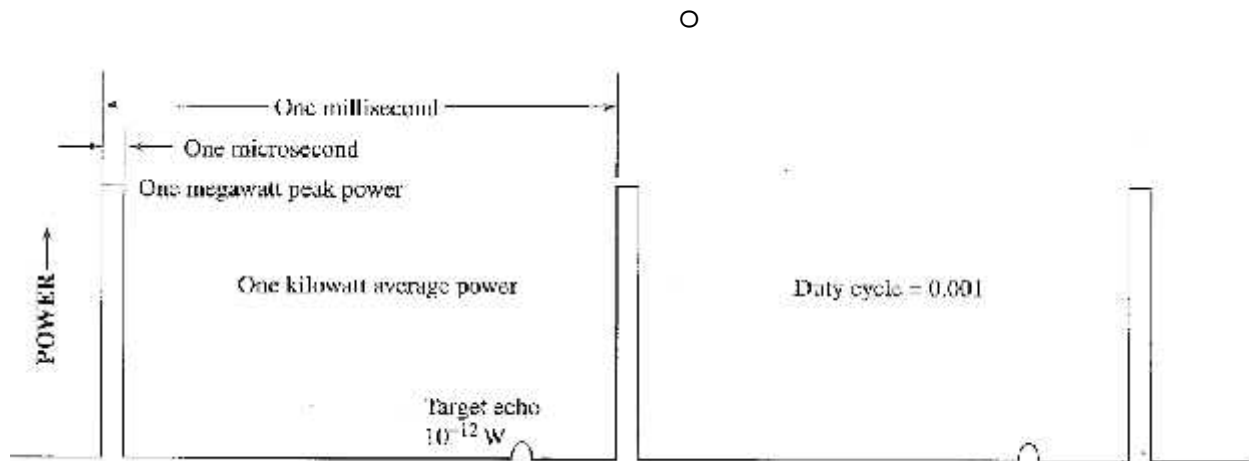 One millisecond
One microsecond
One megawatt peak power
POWER
One kilowatt average power
Duty cycle = 0.001
Target echo
10⁻¹² W